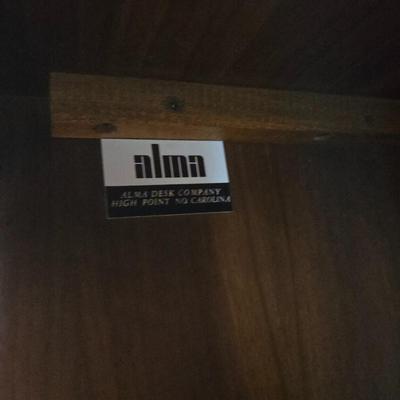 alma
ALMA DESK COMPANY
HIGH POINT NO CAROLINA